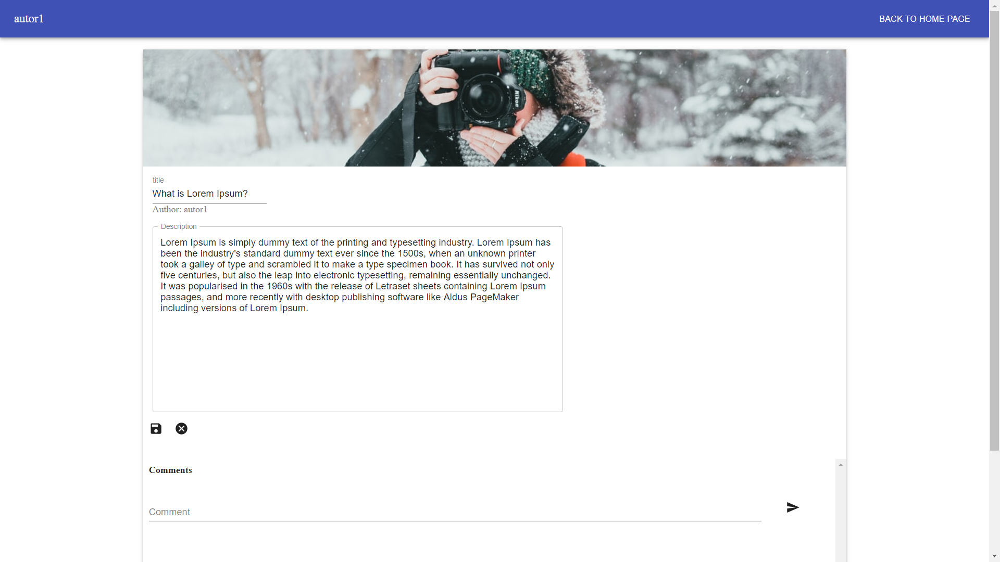 autor1
BACK TO HOME PAGE
Nikon
title
What is Lorem Ipsum?
Author: autor1
Description
Lorem Ipsum is simply dummy text of the printing and typesetting industry. Lorem Ipsum has
been the industry's standard dummy text ever since the 1500s, when an unknown printer
took a galley of type and scrambled it to make a type specimen book. It has survived not only
five centuries, but also the leap into electronic typesetting, remaining essentially unchanged.
It was popularised in the 1960s with the release of Letraset sheets containing Lorem Ipsum
passages, and more recently with desktop publishing software like Aldus PageMaker
including versions of Lorem Ipsum.
Comments
Comment